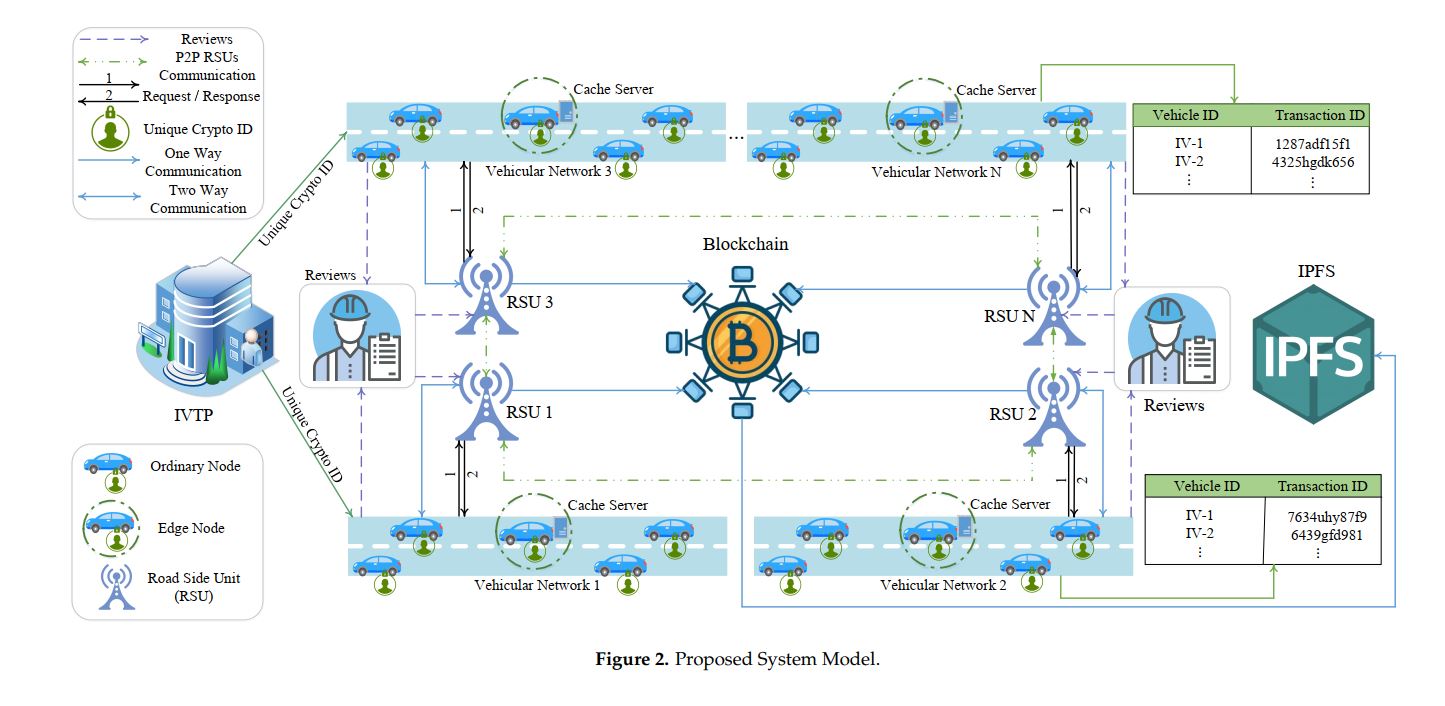 Reviews
P2P RSUs
Communication
1
2
Request / Response
Unique Crypto ID
One Way
Communication
Two Way
Communication
Cache Server
Vehicular Network 3
...
Cache Server
Vehicular Network N
Vehicle ID Transaction ID
IV-1 1287adf15f1
IV-2 4325hgdk656
⋮ ⋮
Unique Crypto ID
1
2
1
2
Blockchain
Reviews
RSU 3
RSU N
IPFS
IPFS
IVTP
RSU 1
RSU 2
Reviews
Unique Crypto ID
1
2
1
2
Ordinary Node
Edge Node
Road Side Unit
(RSU)
Cache Server
Vehicular Network 1
Cache Server
Vehicular Network 2
Vehicle ID Transaction ID
IV-1 7634uhy87f9
IV-2 6439gfd981
⋮ ⋮
Figure 2. Proposed System Model.